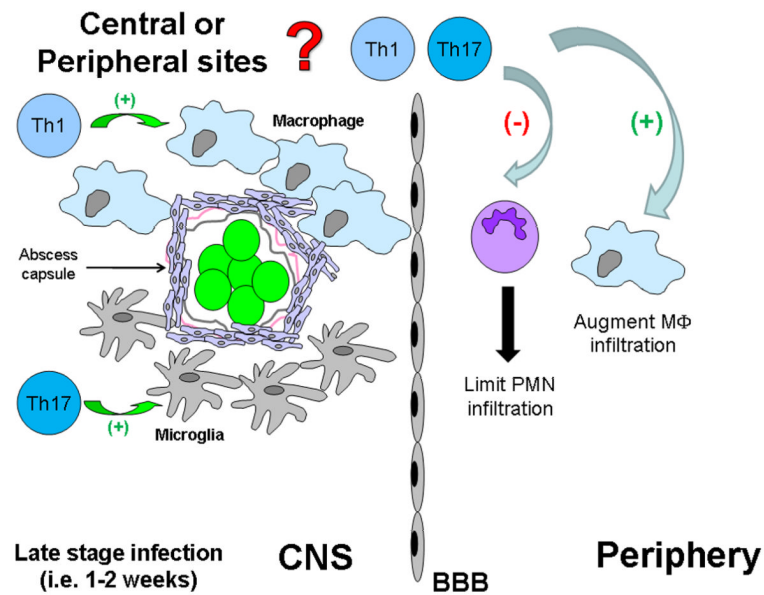 Central or
Peripheral sites
?
Th1
Th17
Th1
(+)
Macrophage
(-)
(+)
Abscess
capsule
Augment MΦ
infiltration
Limit PMN
infiltration
Th17
(+)
Microglia
Late stage infection
(i.e. 1-2 weeks)
CNS
BBB
Periphery